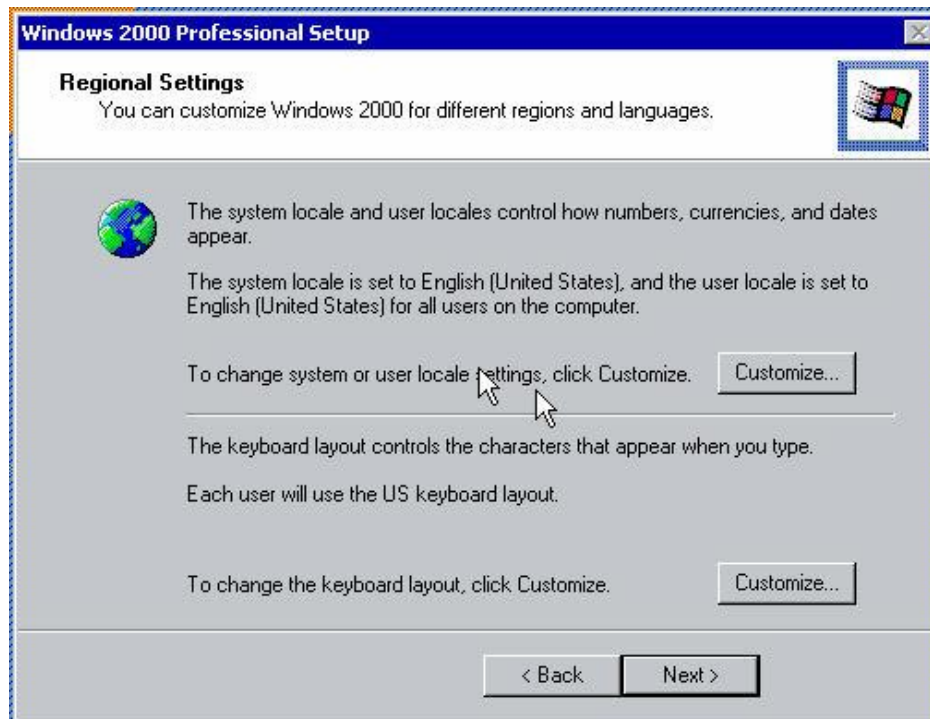 Windows 2000 Professional Setup
Regional Settings
You can customize Windows 2000 for different regions and languages.
The system locale and user locales control how numbers, currencies, and dates
appear.
The system locale is set to English (United States), and the user locale is set to
English (United States) for all users on the computer.
To change system or user locale settings, click Customize. Customize...
The keyboard layout controls the characters that appear when you type.
Each user will use the US keyboard layout.
To change the keyboard layout, click Customize. Customize...
< Back Next >